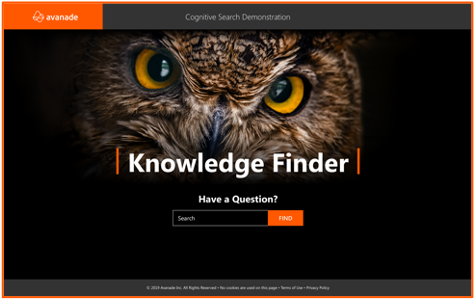 avanade
Cognitive Search Demonstration
Knowledge Finder
Have a Question?
Search
FIND
© 2019 Avanade Inc. All Rights Reserved • No cookies are used on this page • Terms of Use • Privacy Policy